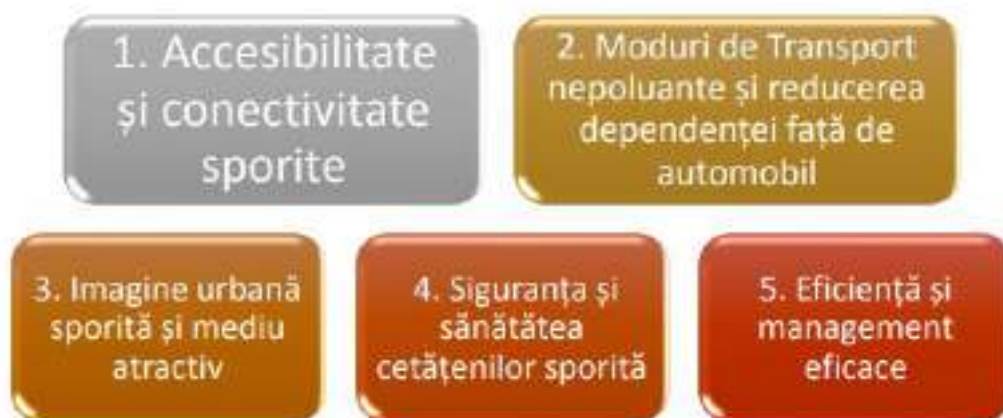 1. Accesibilitate
și conectivitate
sporite
2. Moduri de Transport
nepoluante și reducerea
dependenței față de
automobil
3. Imagine urbană
sporită și mediu
atractiv
4. Siguranța și
sănătatea
cetățenilor sporită
5. Eficiență și
management
eficace